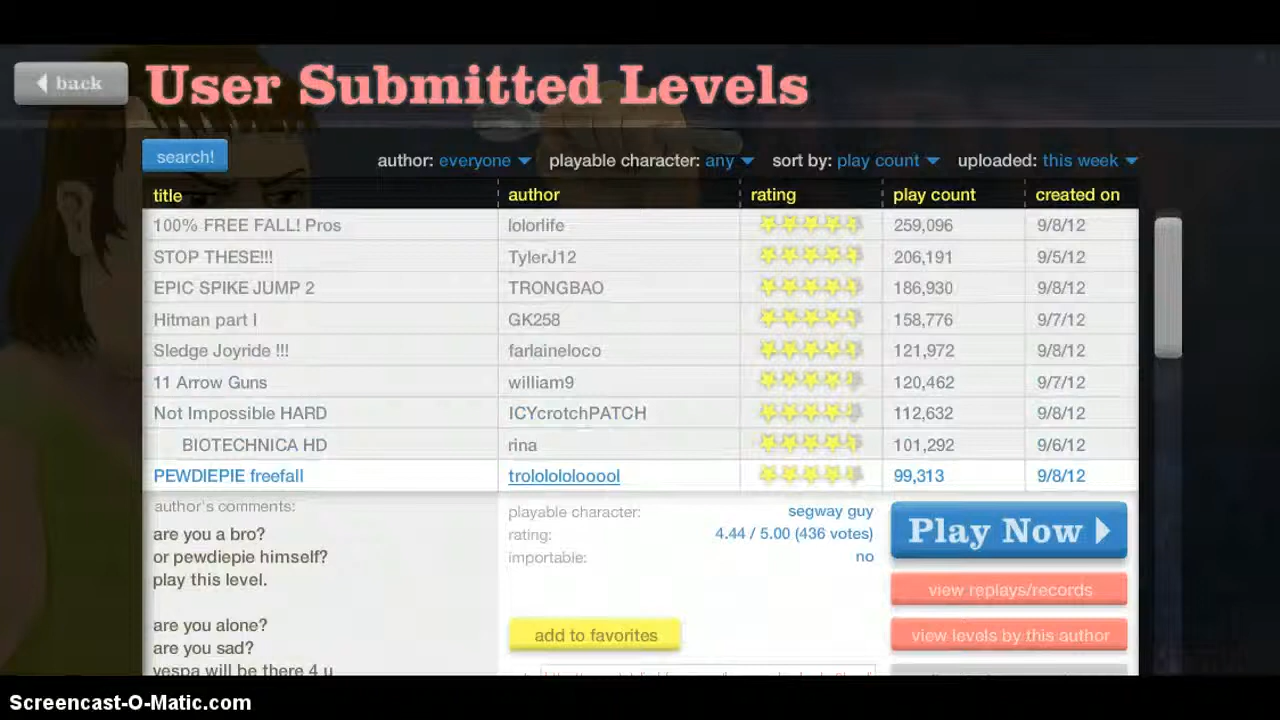 back
User Submitted Levels
search!
author: everyone playable character: any sort by: play count uploaded: this week
title author rating play count created on
100% FREE FALL! Pros lolorlife 259,096 9/8/12
STOP THESE!!! TylerJ12 206,191 9/5/12
EPIC SPIKE JUMP 2 TRONGBAO 186,930 9/8/12
Hitman part I GK258 158,776 9/7/12
Sledge Joyride !!! farlaineloco 121,972 9/8/12
11 Arrow Guns william9 120,462 9/7/12
Not Impossible HARD ICYcrotchPATCH 112,632 9/8/12
BIOTECHNICA HD rina 101,292 9/6/12
PEWDIEPIE freefall trololololoool 99,313 9/8/12
author's comments:
are you a bro?
or pewdiepie himself?
play this level.
are you alone?
are you sad?
vespa will be there 4 u
playable character: segway guy
rating: 4.44 / 5.00 (436 votes)
importable: no
add to favorites
Play Now
view replays/records
view levels by this author
Screencast-O-Matic.com